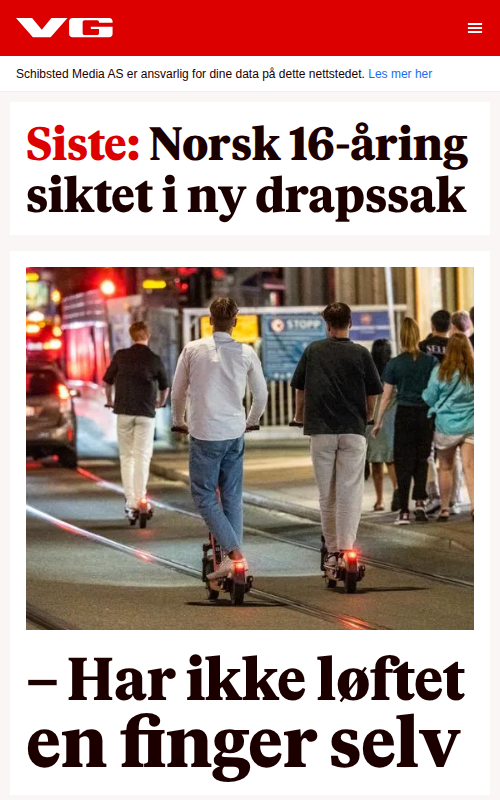 VG
Schibsted Media AS er ansvarlig for dine data på dette nettstedet. Les mer her
Siste: Norsk 16-åring
siktet i ny drapssak
STOPP
– Har ikke løftet
en finger selv